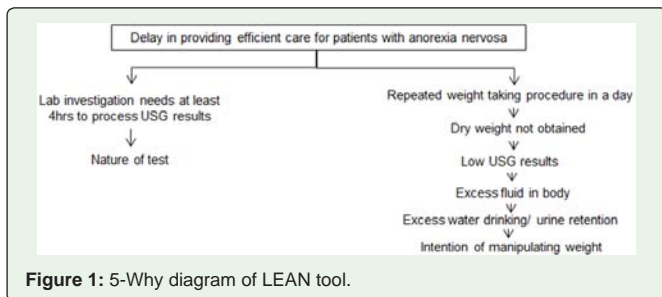 Delay in providing efficient care for patients with anorexia nervosa
Lab investigation needs at least
4hrs to process USG results
Nature of test
Repeated weight taking procedure in a day
Dry weight not obtained
Low USG results
Excess fluid in body
Excess water drinking/ urine retention
Intention of manipulating weight
Figure 1: 5-Why diagram of LEAN tool.